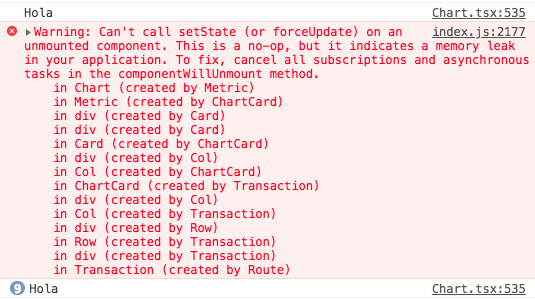 Hola Chart.tsx:535
Warning: Can't call setState (or forceUpdate) on an index.js:2177
unmounted component. This is a no-op, but it indicates a memory leak
in your application. To fix, cancel all subscriptions and asynchronous
tasks in the componentWillUnmount method.
in Chart (created by Metric)
in Metric (created by ChartCard)
in div (created by Card)
in div (created by Card)
in Card (created by ChartCard)
in div (created by Col)
in Col (created by ChartCard)
in ChartCard (created by Transaction)
in div (created by Col)
in Col (created by Transaction)
in div (created by Row)
in Row (created by Transaction)
in div (created by Transaction)
in Transaction (created by Route)
9 Hola Chart.tsx:535